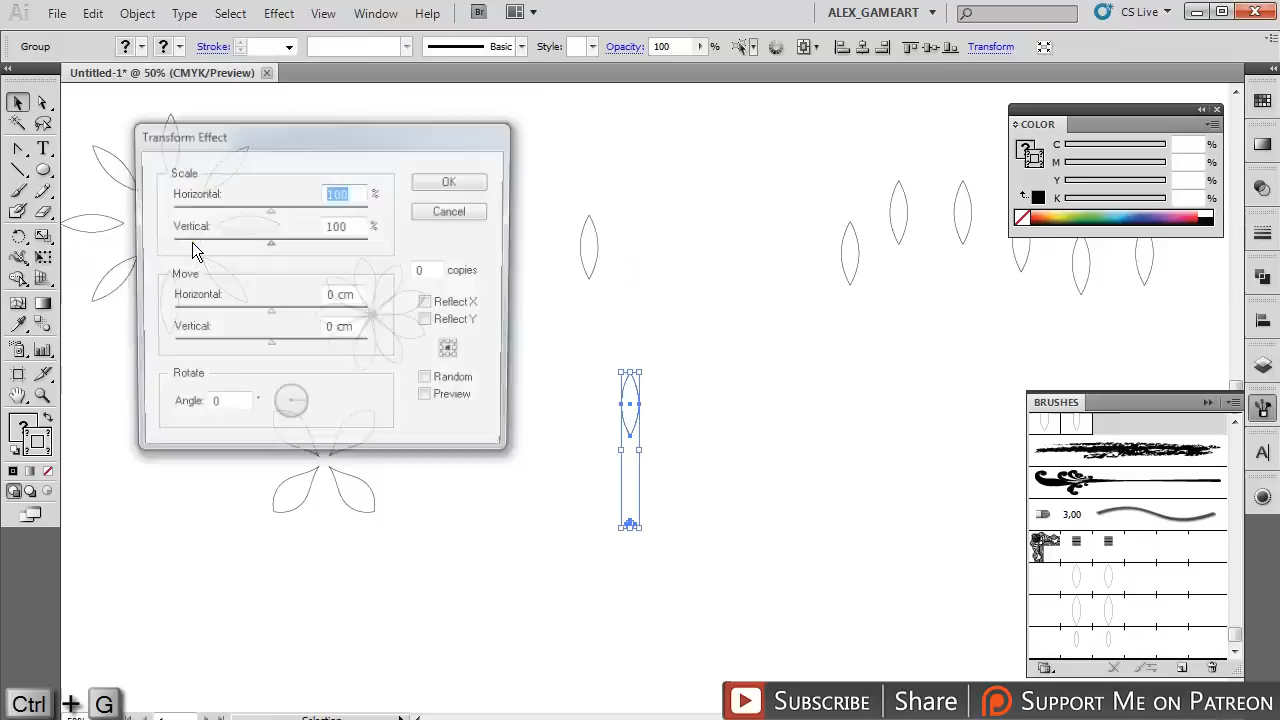 Ai File Edit Object Type Select Effect View Window Help Br ALEX_GAMEART CS Live
Group ? ? Stroke: Basic Style: Opacity: 100 % Transform
Untitled-1* @ 50% (CMYK/Preview)
Transform Effect
Scale
Horizontal: 100 %
Vertical: 100 %
OK
Cancel
Move
Horizontal: 0 cm
Vertical: 0 cm
0 copies
Reflect X
Reflect Y
Rotate
Angle: 0 °
Random
Preview
COLOR
? C %
M %
Y %
K %
BRUSHES
3,00
?
Ctrl + G
Selection
SUBSCRIBE Share SUPPORT ME ON PATREON